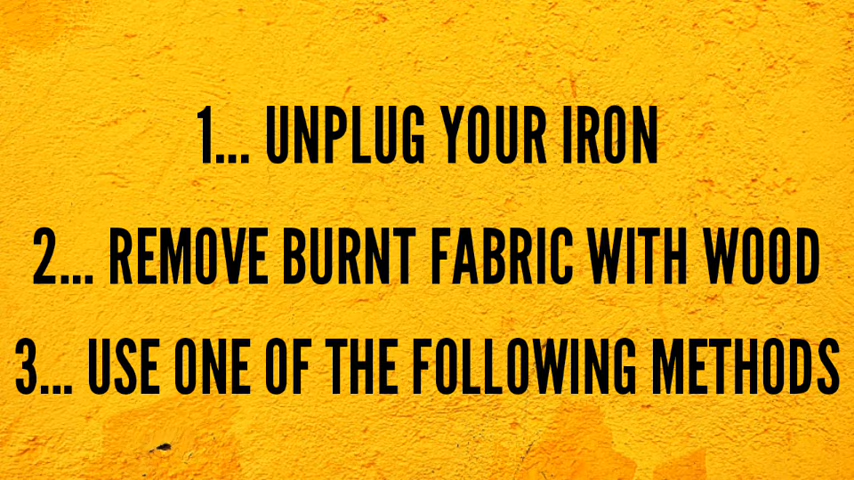 1... UNPLUG YOUR IRON
2... REMOVE BURNT FABRIC WITH WOOD
3... USE ONE OF THE FOLLOWING METHODS